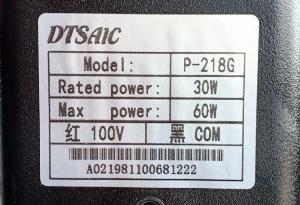 DTSAIC
Model: P-218G
Rated power: 30W
Max power: 60W
红 100V 黑 COM
A021981100681222